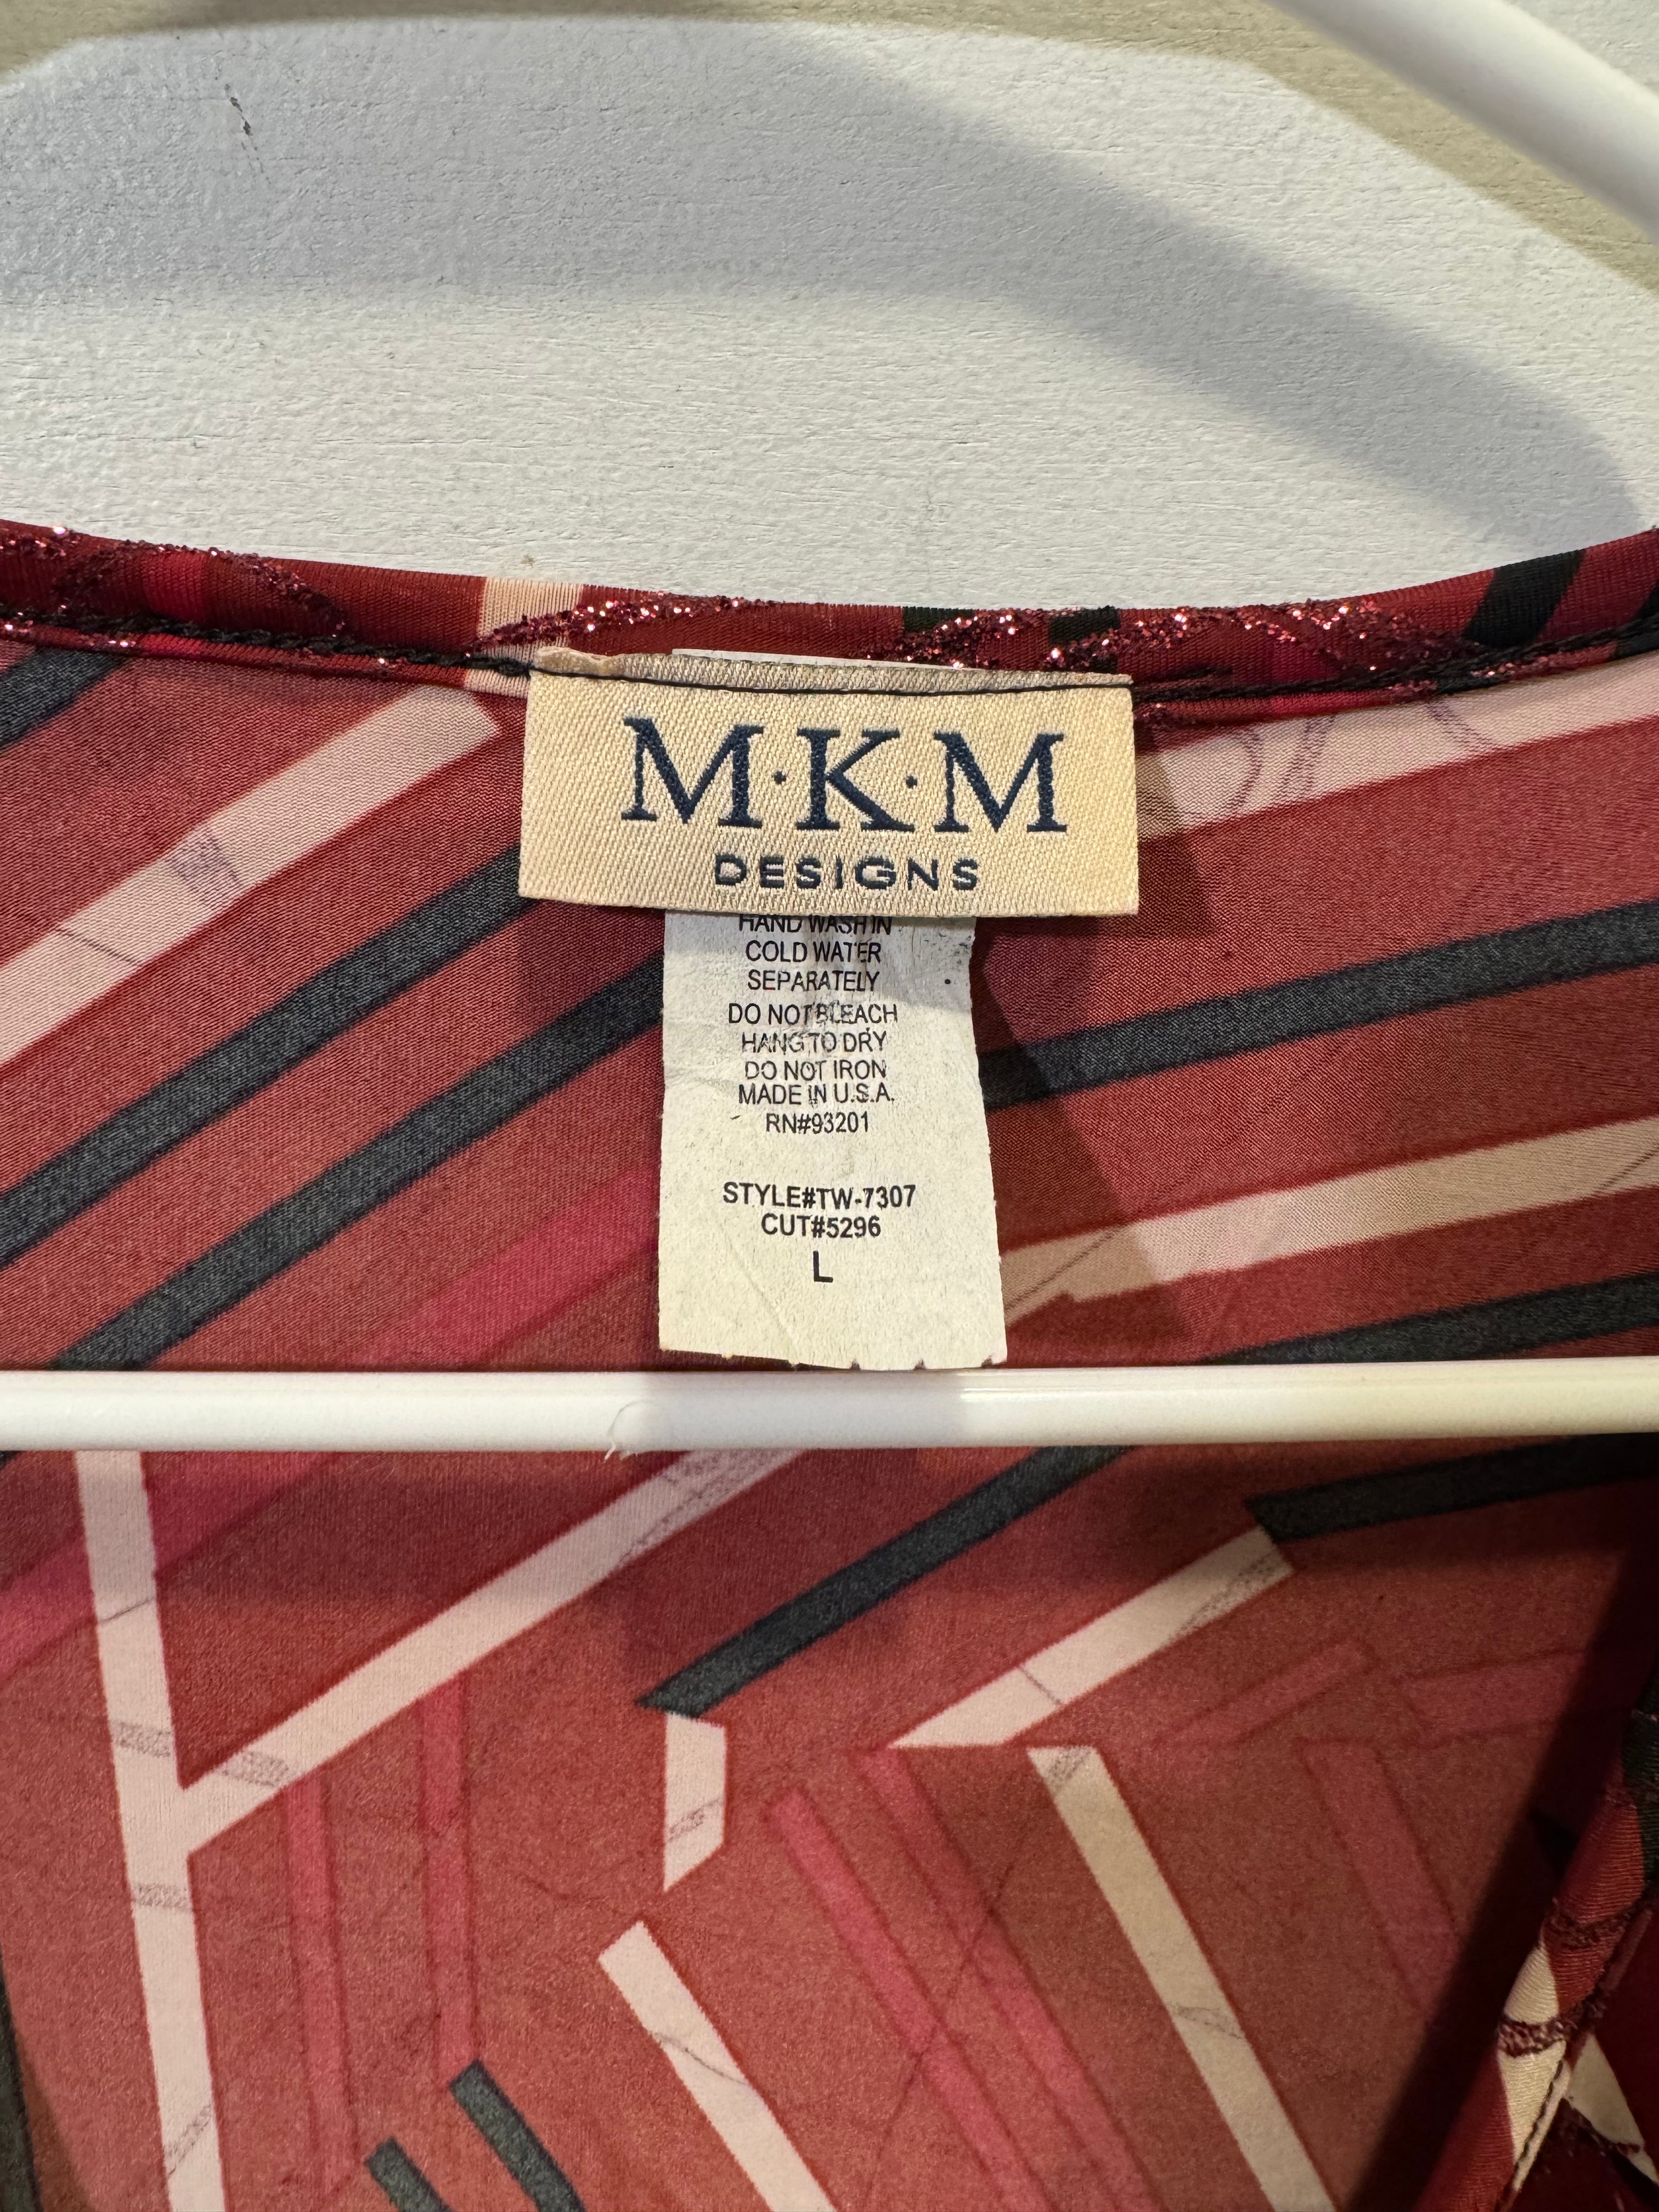 M·K·M
DESIGNS
HAND WASH IN
COLD WATER
SEPARATELY
DO NOT BLEACH
HANG TO DRY
DO NOT IRON
MADE IN U.S.A.
RN#93201
STYLE#TW-7307
CUT#5296
L